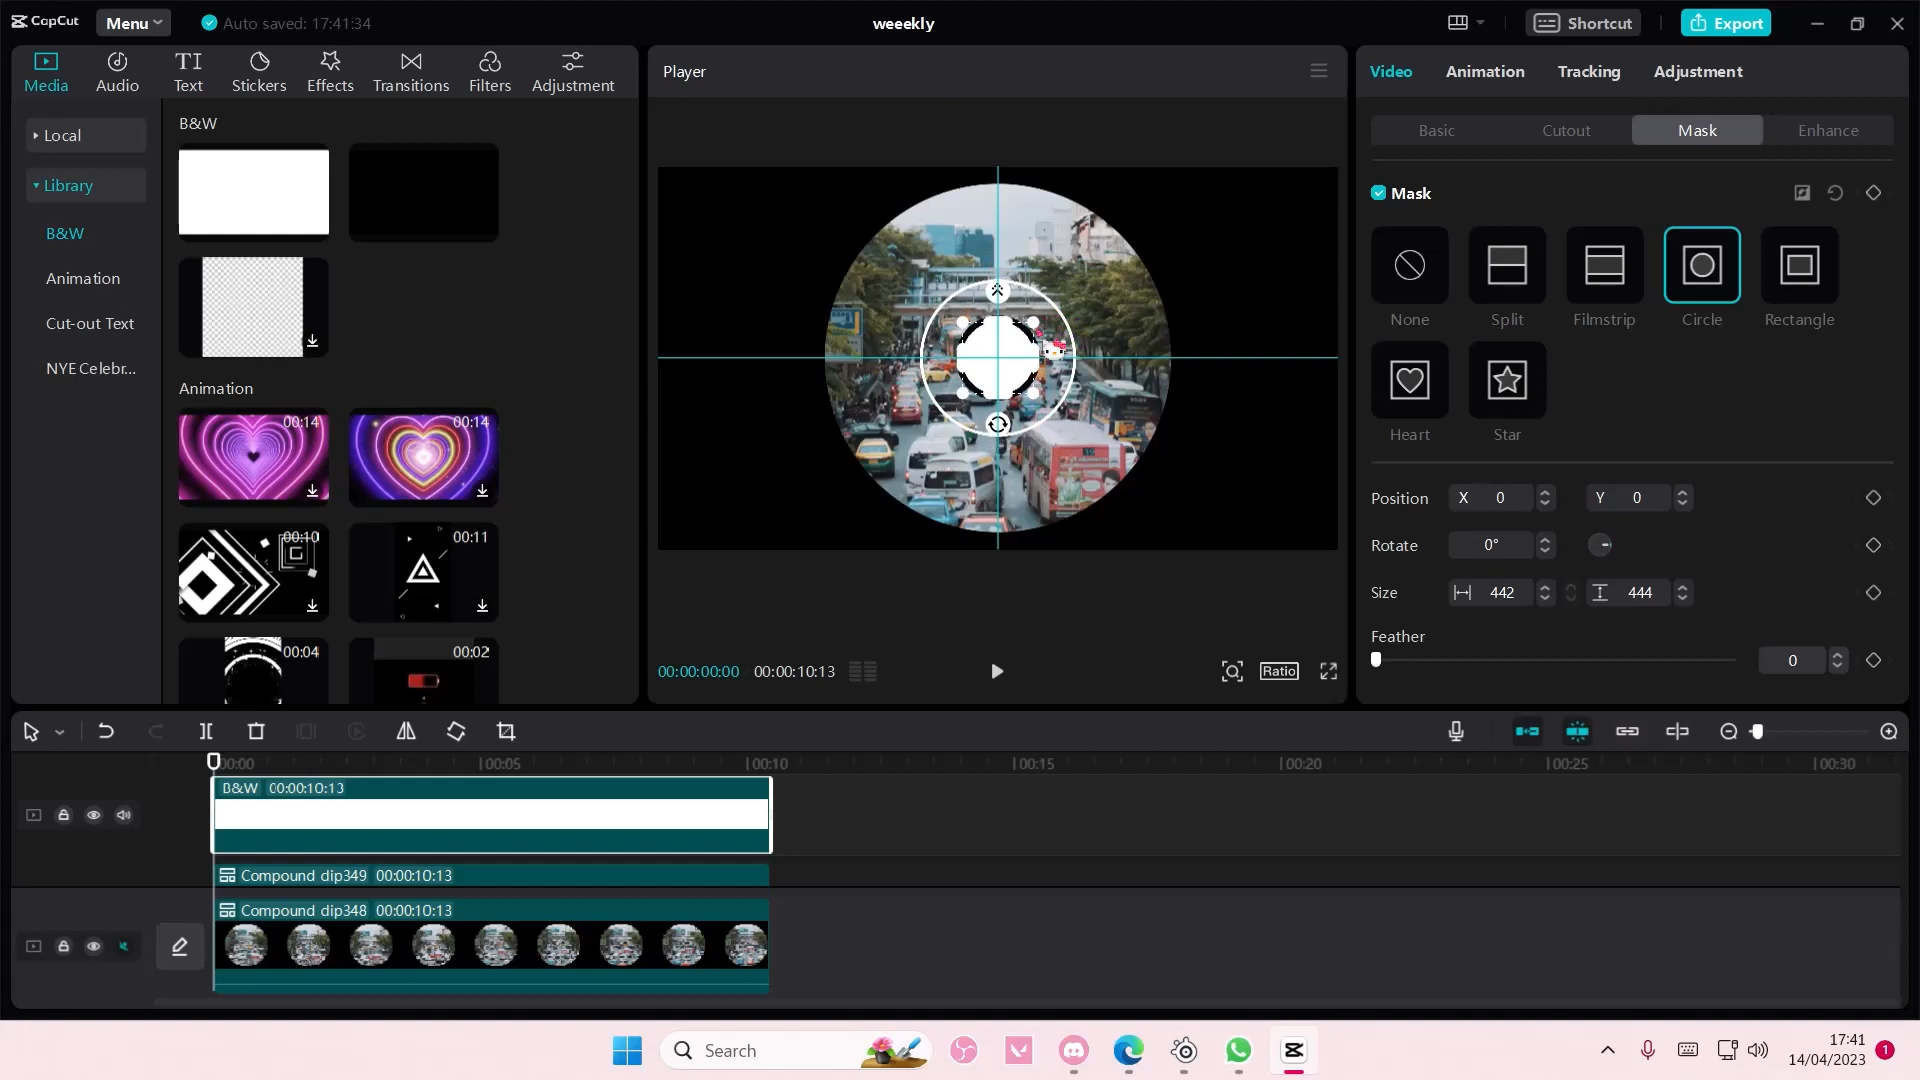 CapCut
Menu
Auto saved: 17:41:34
weeekly
Shortcut
Export
Media
Audio
Text
Stickers
Effects
Transitions
Filters
Adjustment
Local
Library
B&W
Animation
Cut-out Text
NYE Celebr...
B&W
Animation
00:14
00:14
00:10
00:11
00:04
00:02
Player
00:00:00:00
00:00:10:13
Ratio
Video
Animation
Tracking
Adjustment
Basic
Cutout
Mask
Enhance
Mask
None
Split
Filmstrip
Circle
Rectangle
Heart
Star
Position X 0 Y 0
Rotate 0°
Size 442 444
Feather
0
00:00
00:05
00:10
00:15
00:20
00:25
00:30
B&W 00:00:10:13
Compound clip349 00:00:10:13
Compound clip348 00:00:10:13
Search
17:41
14/04/2023
1